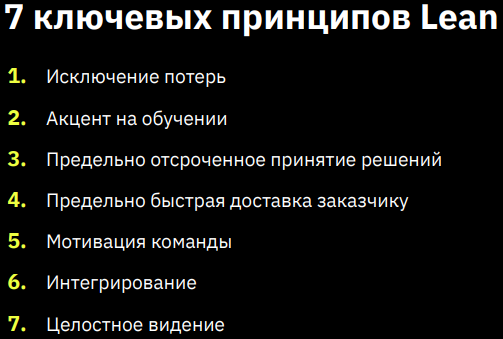 7 ключевых принципов Lean
1. Исключение потерь
2. Акцент на обучении
3. Предельно отсроченное принятие решений
4. Предельно быстрая доставка заказчику
5. Мотивация команды
6. Интегрирование
7. Целостное видение